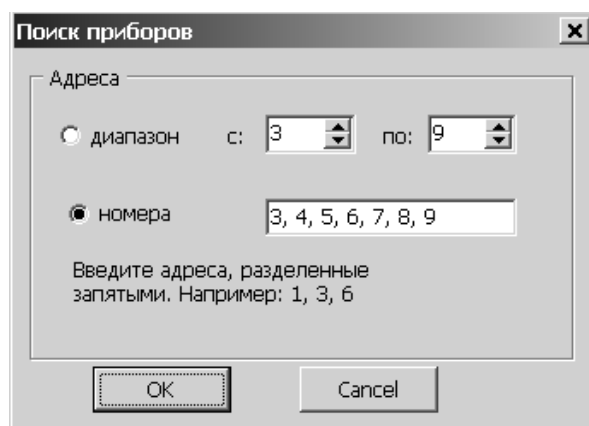 Поиск приборов
Адреса
диапазон с: 3 по: 9
номера 3, 4, 5, 6, 7, 8, 9
Введите адреса, разделенные
запятыми. Например: 1, 3, 6
OK Cancel